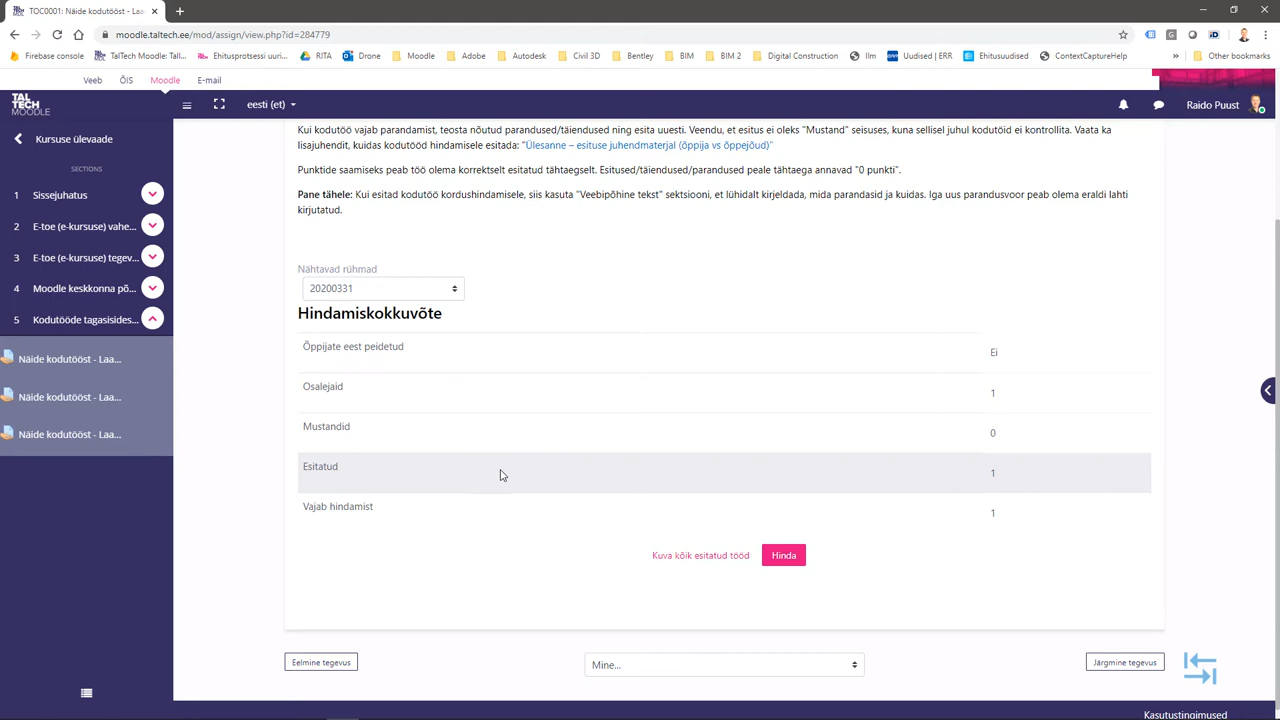 TOC0001: Näide kodutööst - Laa
moodle.taltech.ee/mod/assign/view.php?id=284779
Firebase console
TalTech Moodle: Tall...
Ehitusprotsessi uuri...
RITA
Drone
Moodle
Adobe
Autodesk
Civil 3D
Bentley
BIM
BIM 2
Digital Construction
Ilm
Uudised | ERR
Ehitusuudised
ContextCaptureHelp
»
Other bookmarks
Veeb
ÕIS
Moodle
E-mail
TAL
TECH
MOODLE
eesti (et)
Raido Puust
Kursuse ülevaade
SECTIONS
1 Sissejuhatus
2 E-toe (e-kursuse) vahe...
3 E-toe (e-kursuse) tegev...
4 Moodle keskkonna põ...
5 Kodutööde tagasisides...
Näide kodutööst - Laa...
Näide kodutööst - Laa...
Näide kodutööst - Laa...
Kui kodutöö vajab parandamist, teosta nõutud parandused/täiendused ning esita uuesti. Veendu, et esitus ei oleks "Mustand" seisuses, kuna sellisel juhul kodutöid ei kontrollita. Vaata ka
lisajuhendit, kuidas kodutööd hindamisele esitada: "Ülesanne – esituse juhendmaterjal (õppija vs õppejõud)"
Punktide saamiseks peab töö olema korrektselt esitatud tähtaegselt. Esitused/täiendused/parandused peale tähtaega annavad "0 punkti".
Pane tähele: Kui esitad kodutöö kordushindamisele, siis kasuta "Veebipõhine tekst" sektsiooni, et lühidalt kirjeldada, mida parandasid ja kuidas. Iga uus parandusvoor peab olema eraldi lahti
kirjutatud.
Nähtavad rühmad
20200331
Hindamiskokkuvõte
Õppijate eest peidetud
Ei
Osalejaid
1
Mustandid
0
Esitatud
1
Vajab hindamist
1
Kuva kõik esitatud tööd
Hinda
Eelmine tegevus
Mine...
Järgmine tegevus
Kasutustingimused